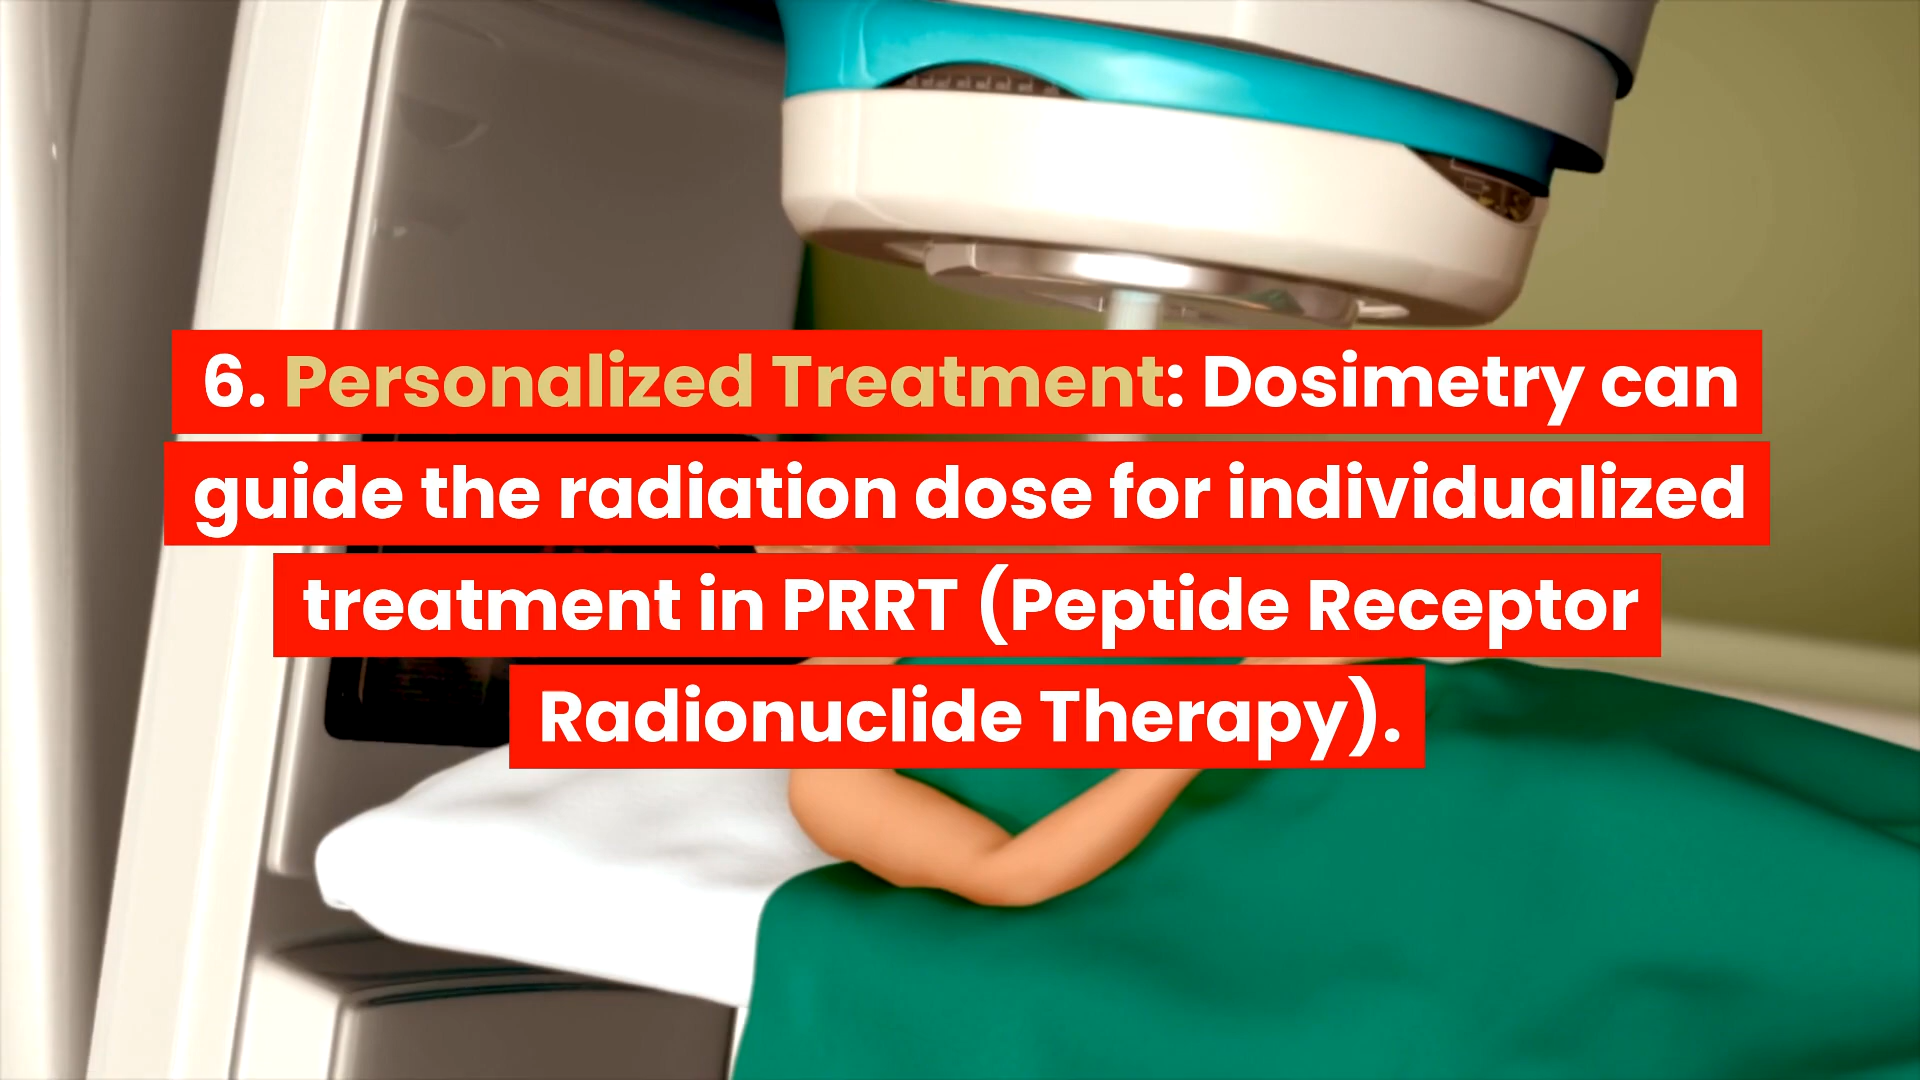 6. Personalized Treatment: Dosimetry can
guide the radiation dose for individualized
treatment in PRRT (Peptide Receptor
Radionuclide Therapy).